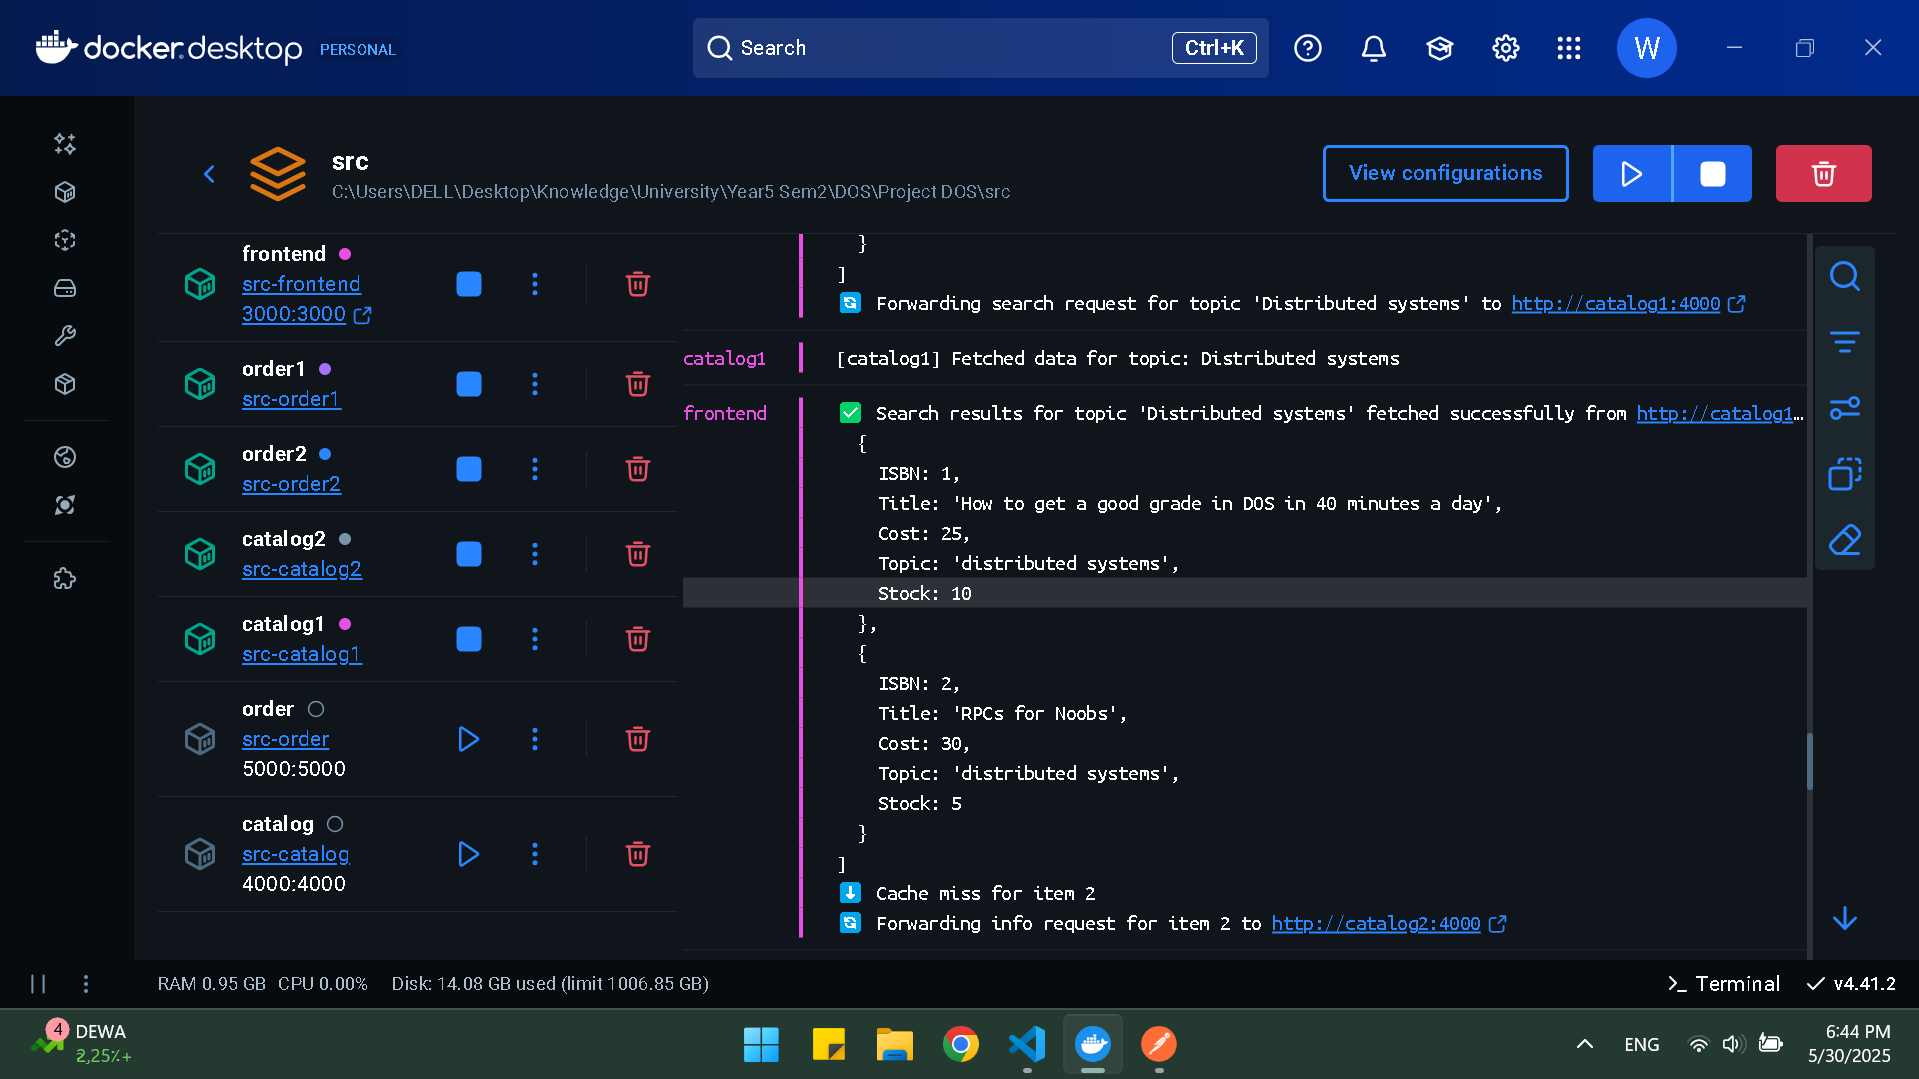 docker.desktop PERSONAL
Search
Ctrl+K
W
src
C:\Users\DELL\Desktop\Knowledge\University\Year5 Sem2\DOS\Project DOS\src
View configurations
frontend
src-frontend
3000:3000
order1
src-order1
order2
src-order2
catalog2
src-catalog2
catalog1
src-catalog1
order
src-order
5000:5000
catalog
src-catalog
4000:4000
}
]
Forwarding search request for topic 'Distributed systems' to http://catalog1:4000
catalog1 [catalog1] Fetched data for topic: Distributed systems
frontend Search results for topic 'Distributed systems' fetched successfully from http://catalog1…
{
ISBN: 1,
Title: 'How to get a good grade in DOS in 40 minutes a day',
Cost: 25,
Topic: 'distributed systems',
Stock: 10
},
{
ISBN: 2,
Title: 'RPCs for Noobs',
Cost: 30,
Topic: 'distributed systems',
Stock: 5
}
]
Cache miss for item 2
Forwarding info request for item 2 to http://catalog2:4000
RAM 0.95 GB CPU 0.00% Disk: 14.08 GB used (limit 1006.85 GB)
Terminal
v4.41.2
4
DEWA
2,25٪+
ENG
6:44 PM
5/30/2025